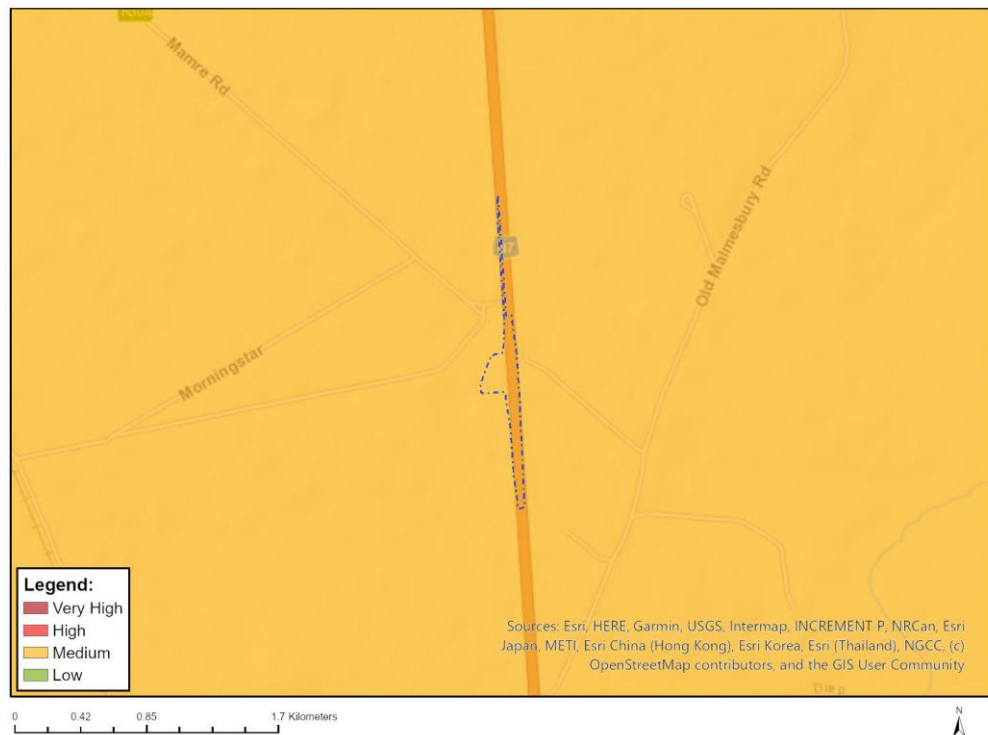 Mamre Rd
Old Malmesbury Rd
Morningstar
Legend:
Very High
High
Medium
Low
Sources: Esri, HERE, Garmin, USGS, Intermap, INCREMENT P, NRCan, Esri
Japan, METI, Esri China (Hong Kong), Esri Korea, Esri (Thailand), NGCC, (c)
OpenStreetMap contributors, and the GIS User Community
Diep
0 0.42 0.85 1.7 Kilometers
N